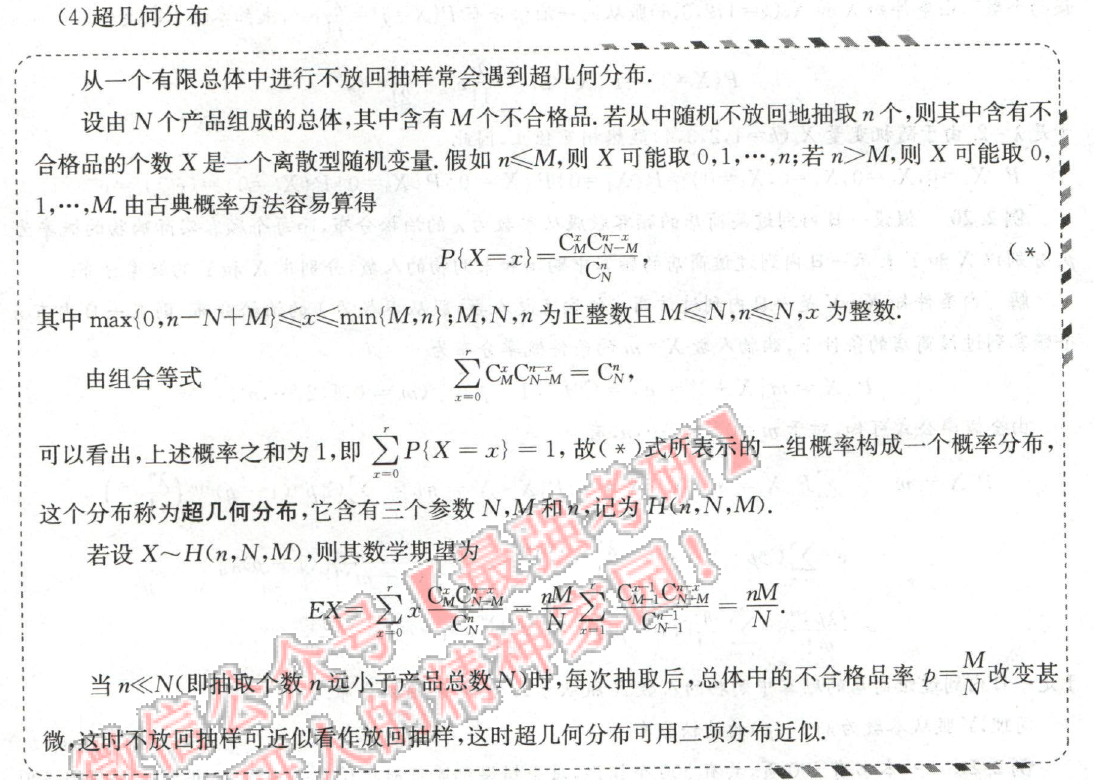 (4)超几何分布
从一个有限总体中进行不放回抽样常会遇到超几何分布.
设由 N 个产品组成的总体,其中含有 M 个不合格品.若从中随机不放回地抽取 n 个,则其中含有不
合格品的个数 X 是一个离散型随机变量.假如 n≤M,则 X 可能取 0,1,…,n;若 n>M,则 X 可能取 0,
1,…,M.由古典概率方法容易算得
P{X=x}=\frac{C_M^x C_{N-M}^{n-x}}{C_N^n}, (*)
其中 max{0,n-N+M}≤x≤min{M,n};M,N,n 为正整数且 M≤N,n≤N,x 为整数.
由组合等式 \sum_{x=0}^{r} C_M^x C_{N-M}^{n-x} = C_N^n,
可以看出,上述概率之和为 1,即 \sum_{x=0}^{r} P{X=x}=1,故(*)式所表示的一组概率构成一个概率分布,
这个分布称为超几何分布,它含有三个参数 N,M 和 n,记为 H(n,N,M).
若设 X~H(n,N,M),则其数学期望为
EX=\sum_{x=0}^{r} x \frac{C_M^x C_{N-M}^{n-x}}{C_N^n} = \frac{nM}{N} \sum_{x=1}^{r} \frac{C_{M-1}^{x-1} C_{N-M}^{n-x}}{C_{N-1}^{n-1}} = \frac{nM}{N}.
当 n≪N(即抽取个数 n 远小于产品总数 N)时,每次抽取后,总体中的不合格品率 p=\frac{M}{N}改变甚
微,这时不放回抽样可近似看作放回抽样,这时超几何分布可用二项分布近似.
微信公众号【最强考研】
研人的精神家园!